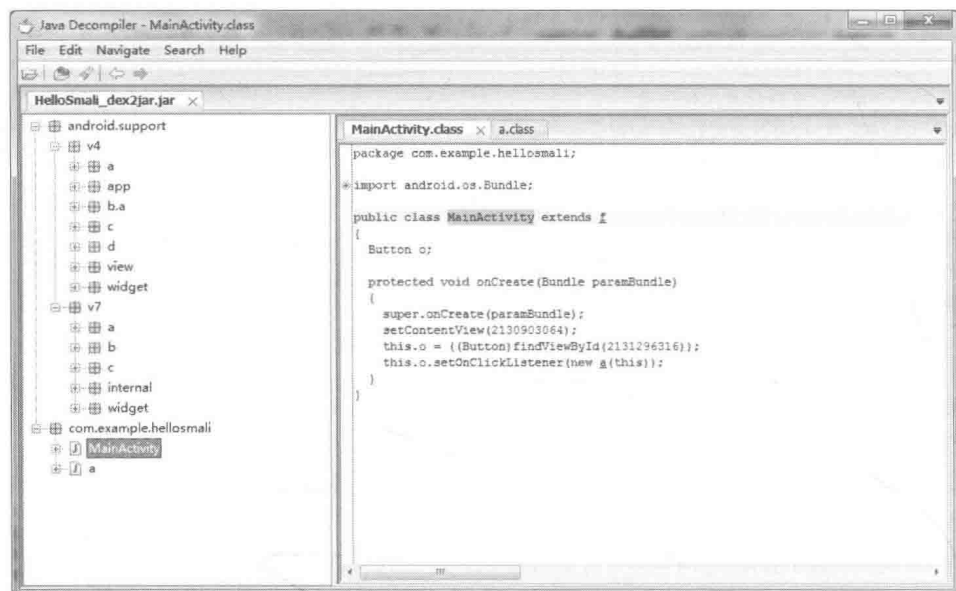 Java Decompiler - MainActivity.class
File Edit Navigate Search Help
HelloSmali_dex2jar.jar
android.support
v4
a
app
b.a
c
d
view
widget
v7
a
b
c
internal
widget
com.example.hellosmali
MainActivity
a
MainActivity.class a.class
package com.example.hellosmali;
import android.os.Bundle;
public class MainActivity extends f
{
Button o;
protected void onCreate(Bundle paramBundle)
{
super.onCreate(paramBundle);
setContentView(2130903064);
this.o = ((Button)findViewById(2131296316));
this.o.setOnClickListener(new a(this));
}
}